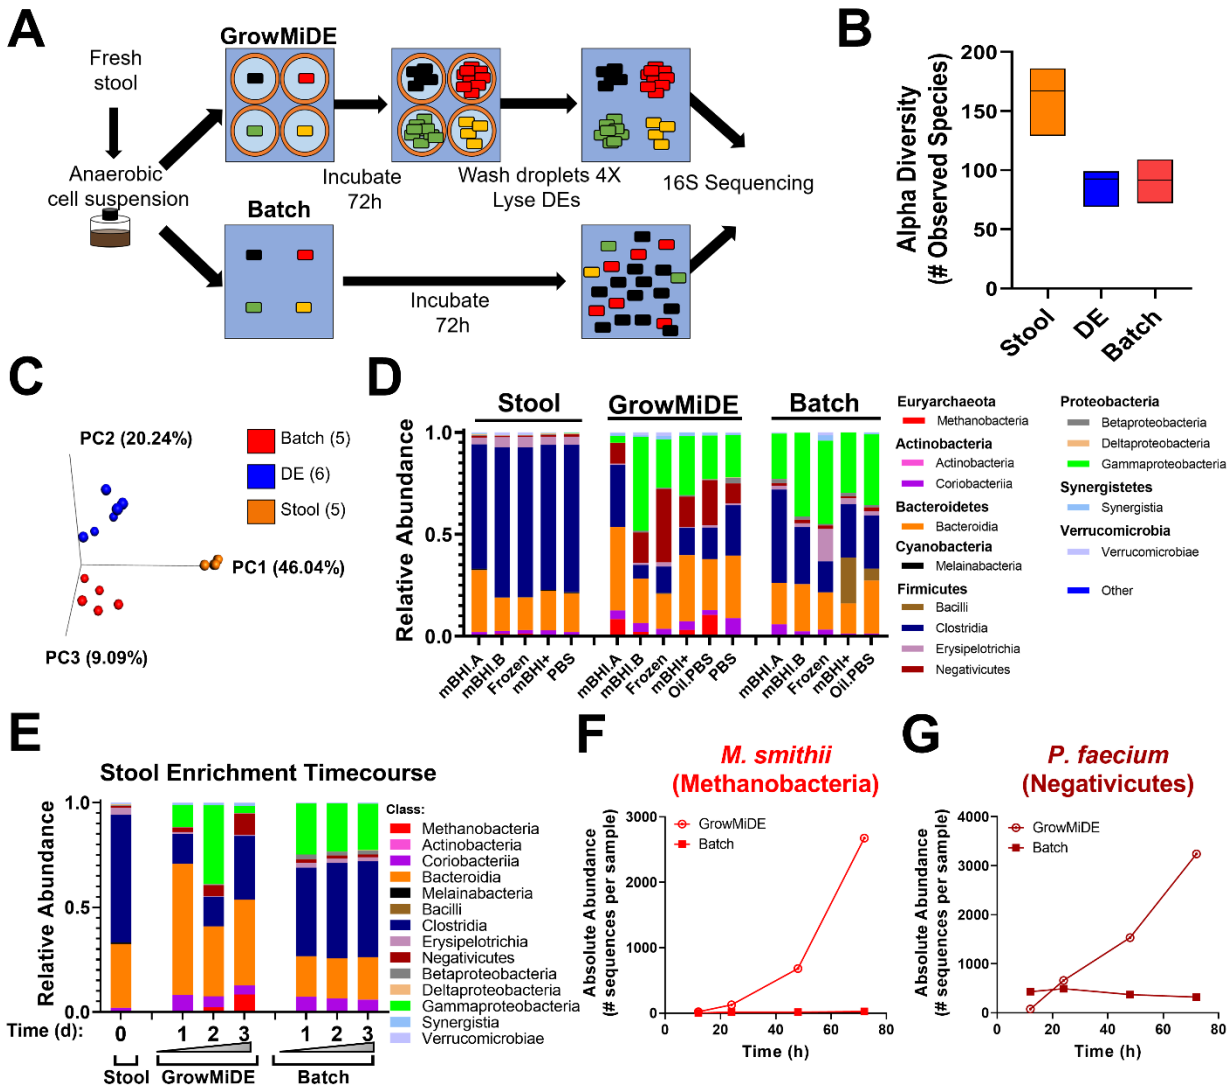 A
Fresh
stool
Anaerobic
cell suspension
GrowMiDE
Incubate
72h
Wash droplets 4X
Lyse DEs
16S Sequencing
Batch
Incubate
72h
B
Alpha Diversity
(# Observed Species)
200
150
100
50
0
Stool
DE
Batch
C
PC2 (20.24%)
Batch (5)
DE (6)
Stool (5)
PC1 (46.04%)
PC3 (9.09%)
D
Stool
GrowMiDE
Batch
Relative Abundance
1.0
0.5
0.0
mBHI.A
mBHI.B
Frozen
mBHI+
PBS
mBHI.A
mBHI.B
Frozen
mBHI+
Oil.PBS
PBS
mBHI.A
mBHI.B
Frozen
mBHI+
Oil.PBS
Euryarchaeota
Methanobacteria
Actinobacteria
Actinobacteria
Coriobacteriia
Bacteroidetes
Bacteroidia
Cyanobacteria
Melainabacteria
Firmicutes
Bacilli
Clostridia
Erysipelotrichia
Negativicutes
Proteobacteria
Betaproteobacteria
Deltaproteobacteria
Gammaproteobacteria
Synergistetes
Synergistia
Verrucomicrobia
Verrucomicrobiae
Other
E
Stool Enrichment Timecourse
Relative Abundance
1.0
0.5
0.0
Time (d):
0
1
2
3
1
2
3
Stool
GrowMiDE
Batch
Class:
Methanobacteria
Actinobacteria
Coriobacteriia
Bacteroidia
Melainabacteria
Bacilli
Clostridia
Erysipelotrichia
Negativicutes
Betaproteobacteria
Deltaproteobacteria
Gammaproteobacteria
Synergistia
Verrucomicrobiae
F
M. smithii
(Methanobacteria)
Absolute Abundance
(# sequences per sample)
3000
2000
1000
0
GrowMiDE
Batch
0
20
40
60
80
Time (h)
G
P. faecium
(Negativicutes)
Absolute Abundance
(# sequences per sample)
4000
3000
2000
1000
0
GrowMiDE
Batch
0
20
40
60
80
Time (h)